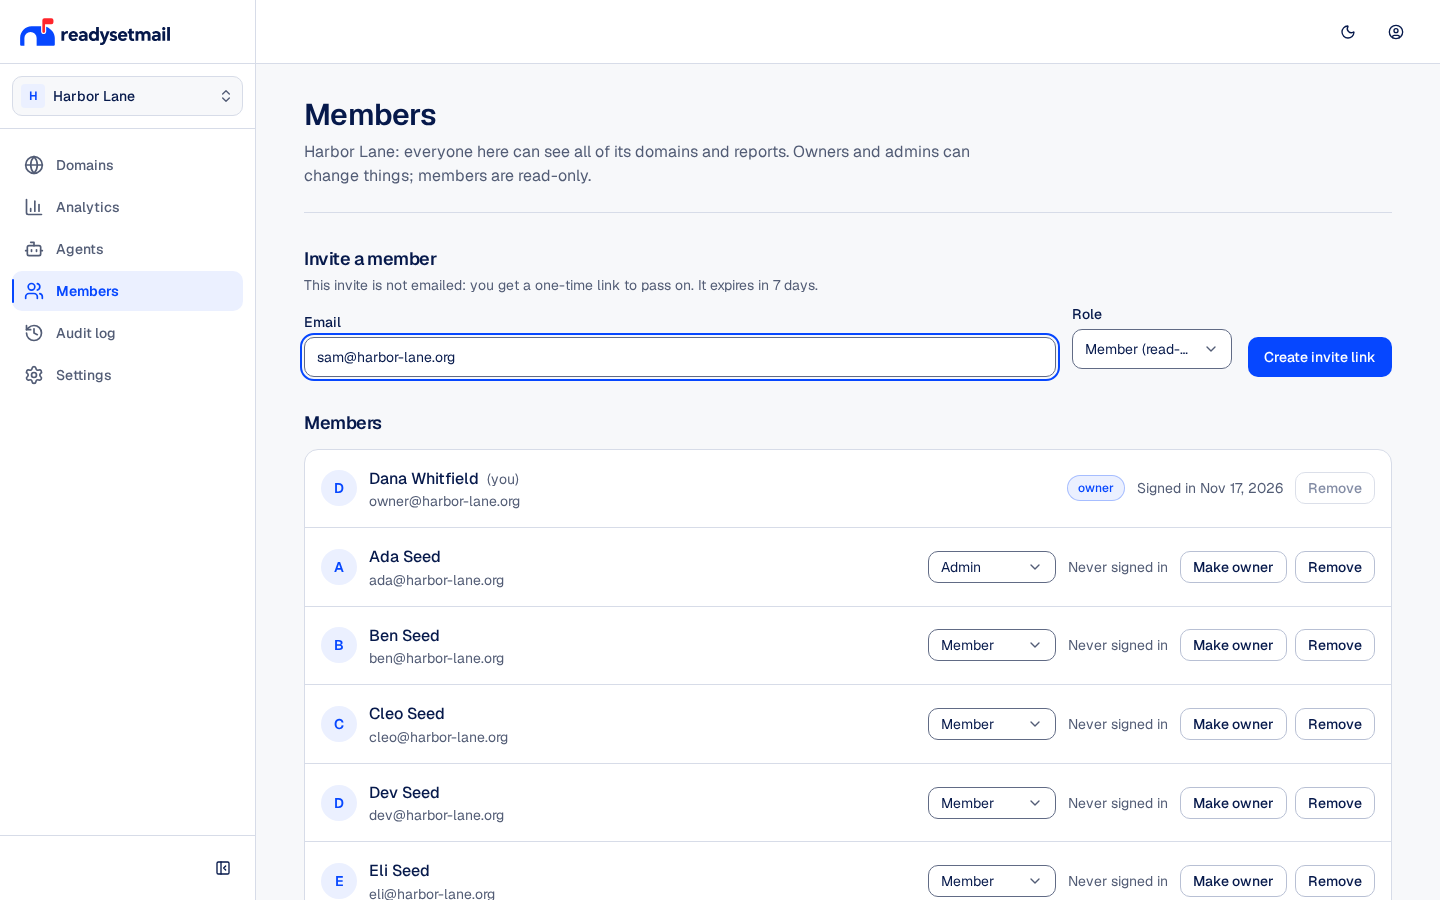 readysetmail
H Harbor Lane
Domains
Analytics
Agents
Members
Audit log
Settings
Members
Harbor Lane: everyone here can see all of its domains and reports. Owners and admins can
change things; members are read-only.
Invite a member
This invite is not emailed: you get a one-time link to pass on. It expires in 7 days.
Email
Role
sam@harbor-lane.org
Member (read-...
Create invite link
Members
D
Dana Whitfield (you)
owner@harbor-lane.org
owner
Signed in Nov 17, 2026
Remove
A
Ada Seed
ada@harbor-lane.org
Admin
Never signed in
Make owner
Remove
B
Ben Seed
ben@harbor-lane.org
Member
Never signed in
Make owner
Remove
C
Cleo Seed
cleo@harbor-lane.org
Member
Never signed in
Make owner
Remove
D
Dev Seed
dev@harbor-lane.org
Member
Never signed in
Make owner
Remove
E
Eli Seed
eli@harbor-lane.org
Member
Never signed in
Make owner
Remove